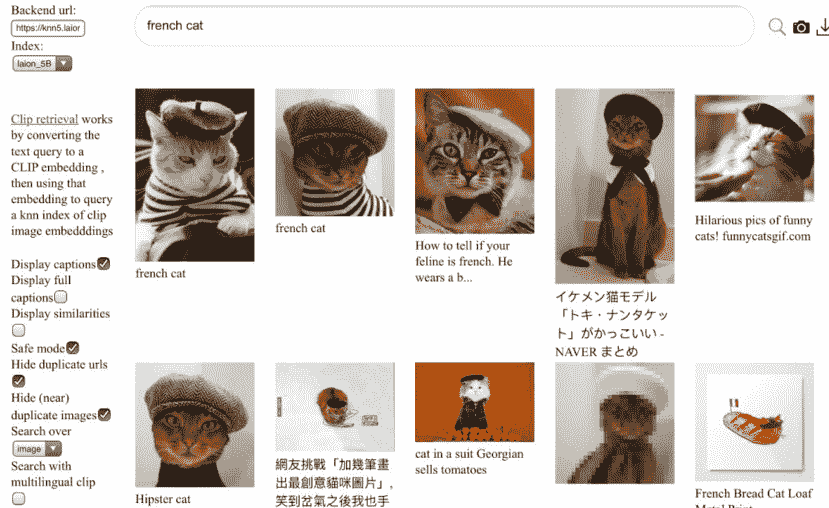 Backend url:
https://knn5.laior
Index:
laion_5B
french cat
Clip retrieval works
by converting the
text query to a
CLIP embedding ,
then using that
embedding to query
a knn index of clip
image embedddings
Display captions
Display full
captions
Display similarities
Safe mode
Hide duplicate urls
Hide (near)
duplicate images
Search over
image
Search with
multilingual clip
french cat
french cat
How to tell if your
feline is french. He
wears a b...
イケメン猫モデル
「トキ・ナンタケッ
ト」がかっこいい -
NAVER まとめ
Hilarious pics of funny
cats! funnycatsgif.com
Hipster cat
網友挑戰「加幾筆畫
出最創意貓咪圖片」,
笑到岔氣之後我也手
cat in a suit Georgian
sells tomatoes
French Bread Cat Loaf
Metal Print